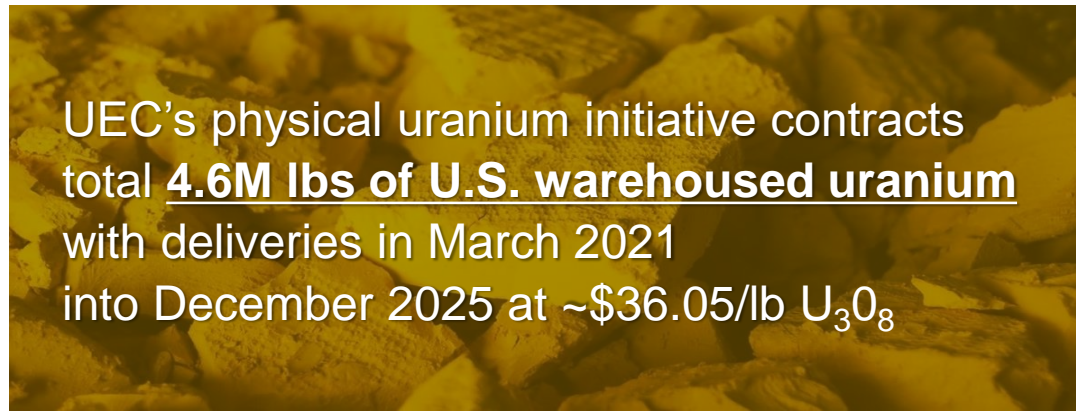 UEC’s physical uranium initiative contracts
total 4.6M lbs of U.S. warehoused uranium
with deliveries in March 2021
into December 2025 at ~$36.05/lb U₃0₈